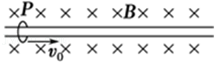 × P × × × × B × × ×
v₀
× × × × × × × ×